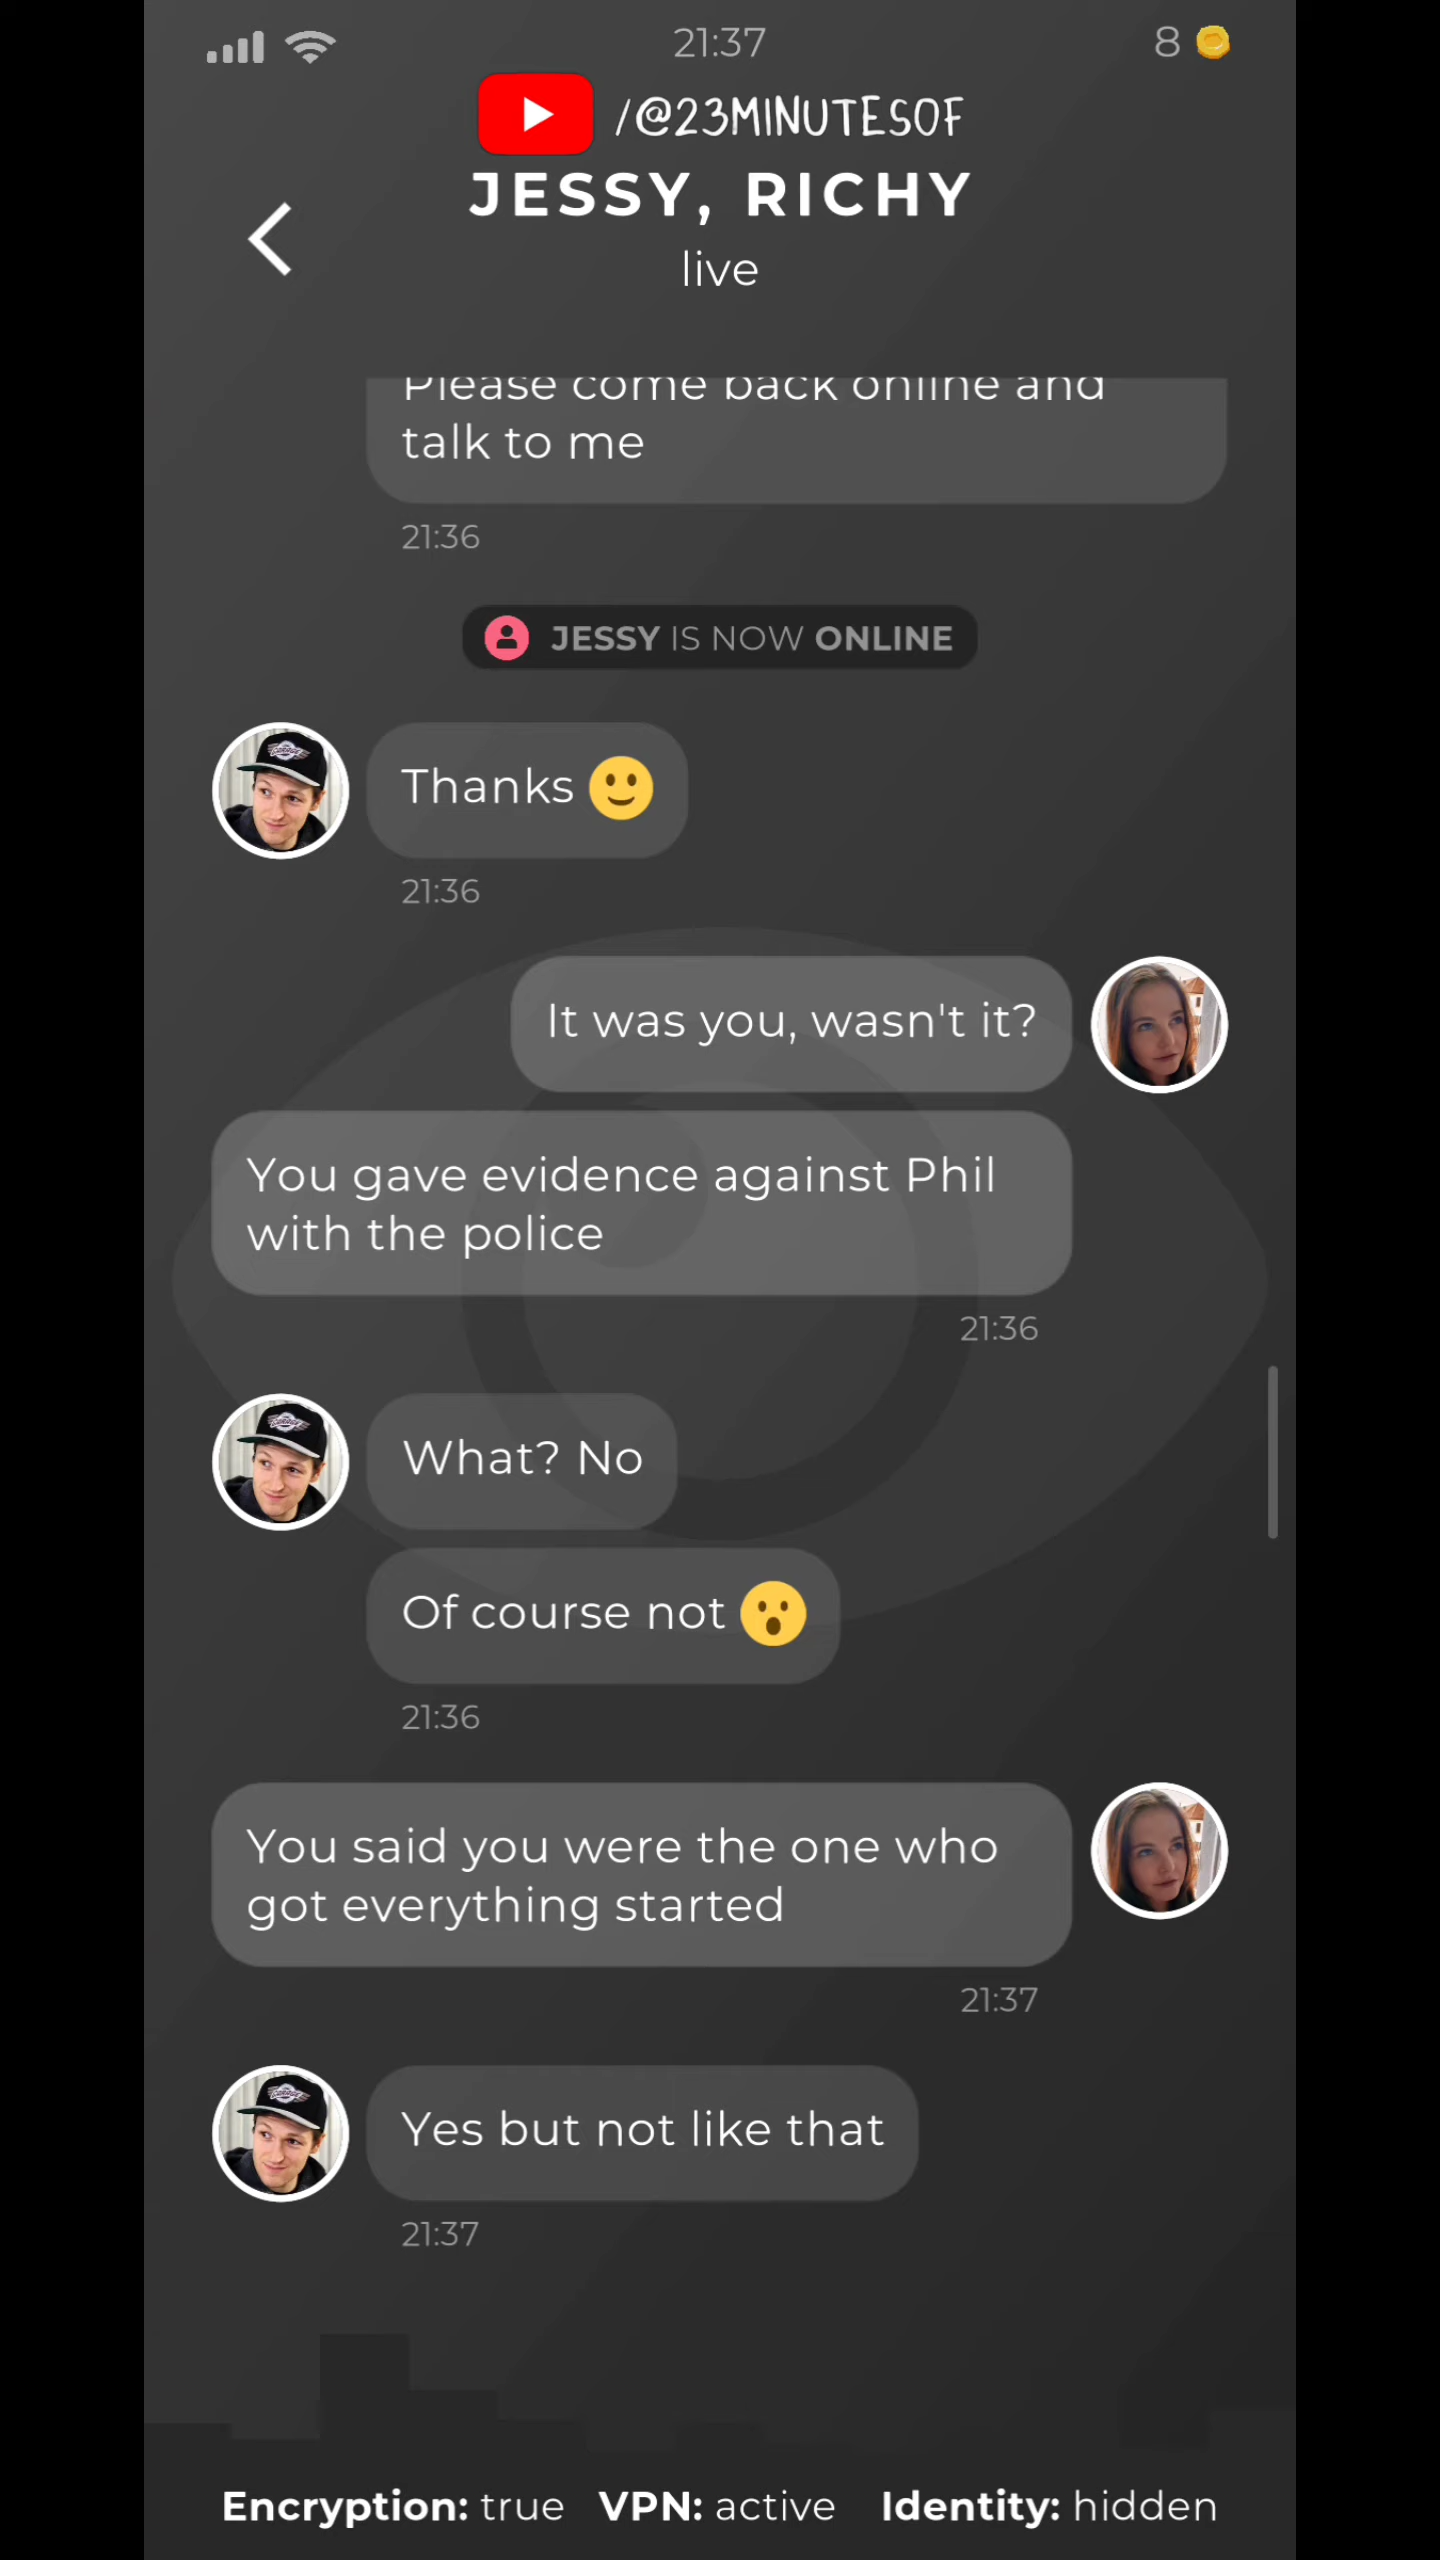 21:37
8
/@23MINUTESOF
JESSY, RICHY
live
Please come back online and
talk to me
21:36
JESSY IS NOW ONLINE
Thanks
21:36
It was you, wasn't it?
You gave evidence against Phil
with the police
21:36
What? No
Of course not
21:36
You said you were the one who
got everything started
21:37
Yes but not like that
21:37
Encryption: true VPN: active Identity: hidden